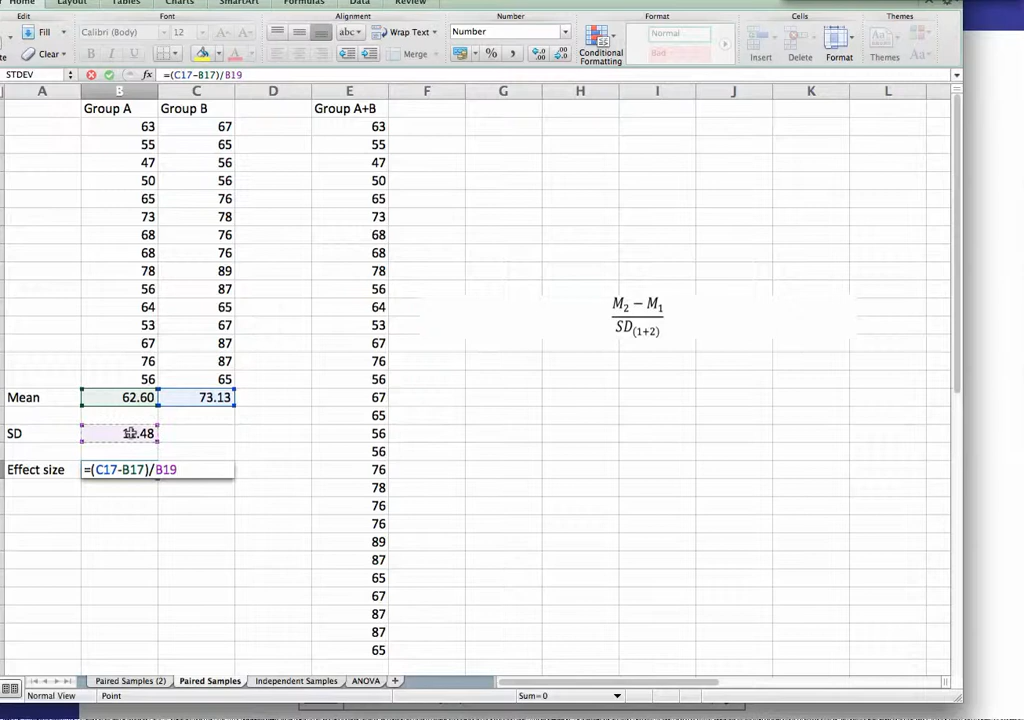 Home Layout Tables Charts SmartArt Formulas Data Review
Edit Font Alignment Number Format Cells Themes
Fill Calibri (Body) 12 A A abc Wrap Text Number Normal
Clear B I U A Merge % , Conditional Formatting Bad Insert Delete Format Themes Aa
STDEV fx =(C17-B17)/B19
A B C D E F G H I J K L
Group A Group B Group A+B
63 67 63
55 65 55
47 56 47
50 56 50
65 76 65
73 78 73
68 76 68
68 76 68
78 89 78
56 87 56
64 65 64
53 67 53
67 87 67
76 87 76
56 65 56
Mean 62.60 73.13 67
65
SD .48 56
56
Effect size =(C17-B17)/B19 76
78
76
76
89
87
65
67
87
87
65
M2 − M1
SD(1+2)
Paired Samples (2) Paired Samples Independent Samples ANOVA +
Normal View Point Sum=0